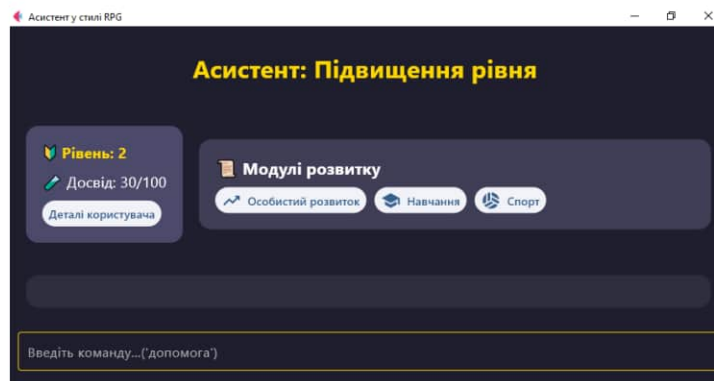 Асистент у стилі RPG
Асистент: Підвищення рівня
Рівень: 2
Досвід: 30/100
Деталі користувача
Модулі розвитку
Особистий розвиток
Навчання
Спорт
Введіть команду...('допомога')